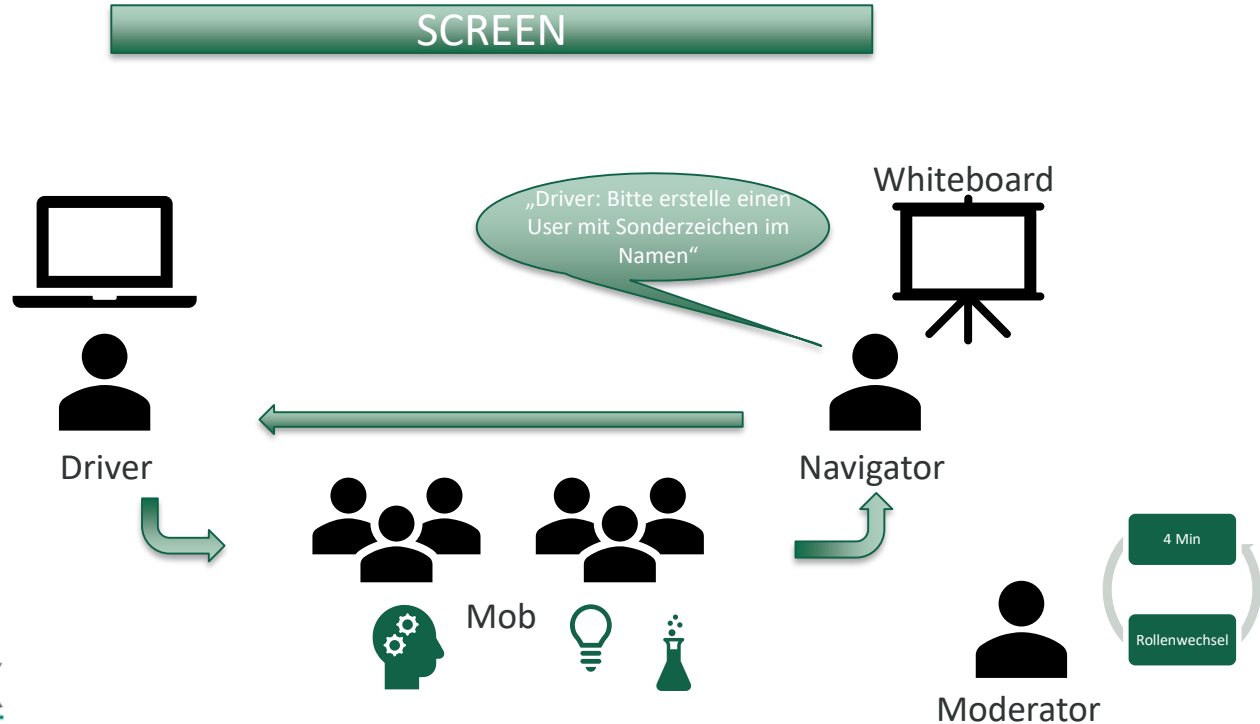 SCREEN
Whiteboard
„Driver: Bitte erstelle einen
User mit Sonderzeichen im
Namen“
Driver
Navigator
Mob
4 Min
Rollenwechsel
Moderator